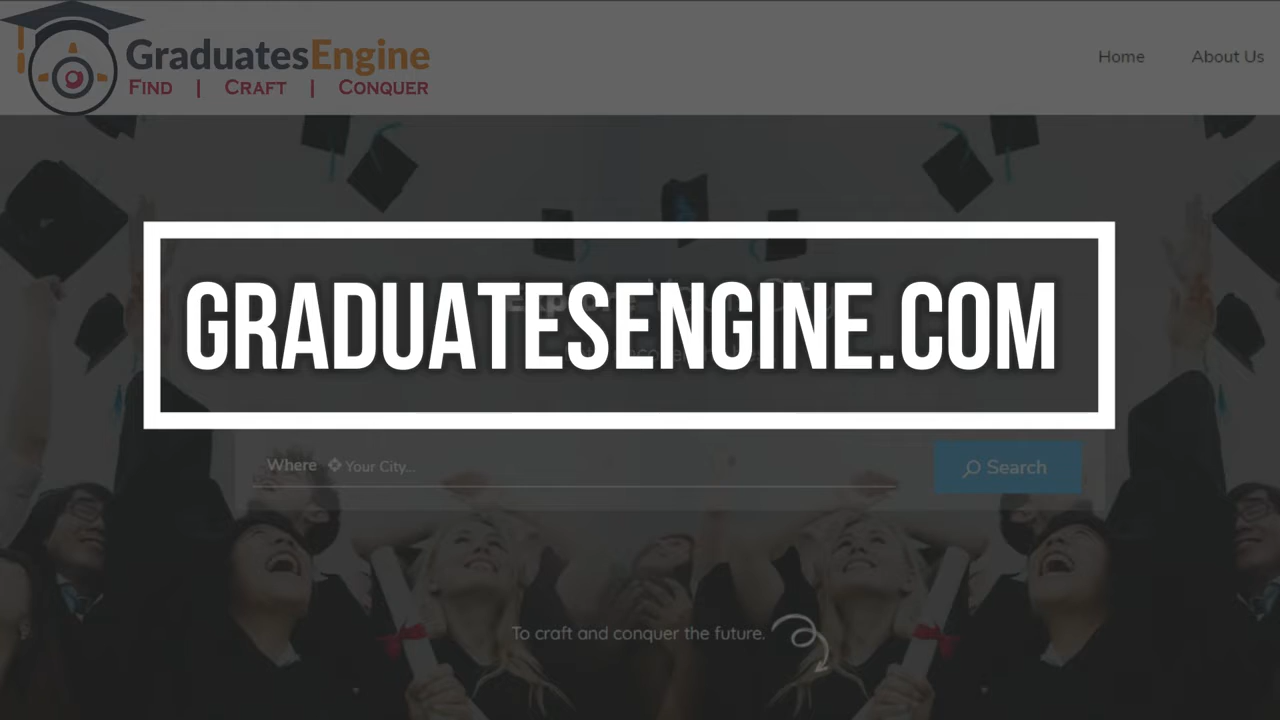 GraduatesEngine
FIND | CRAFT | CONQUER
Home About Us
GRADUATESENGINE.COM
Where Your City...
Search
To craft and conquer the future.